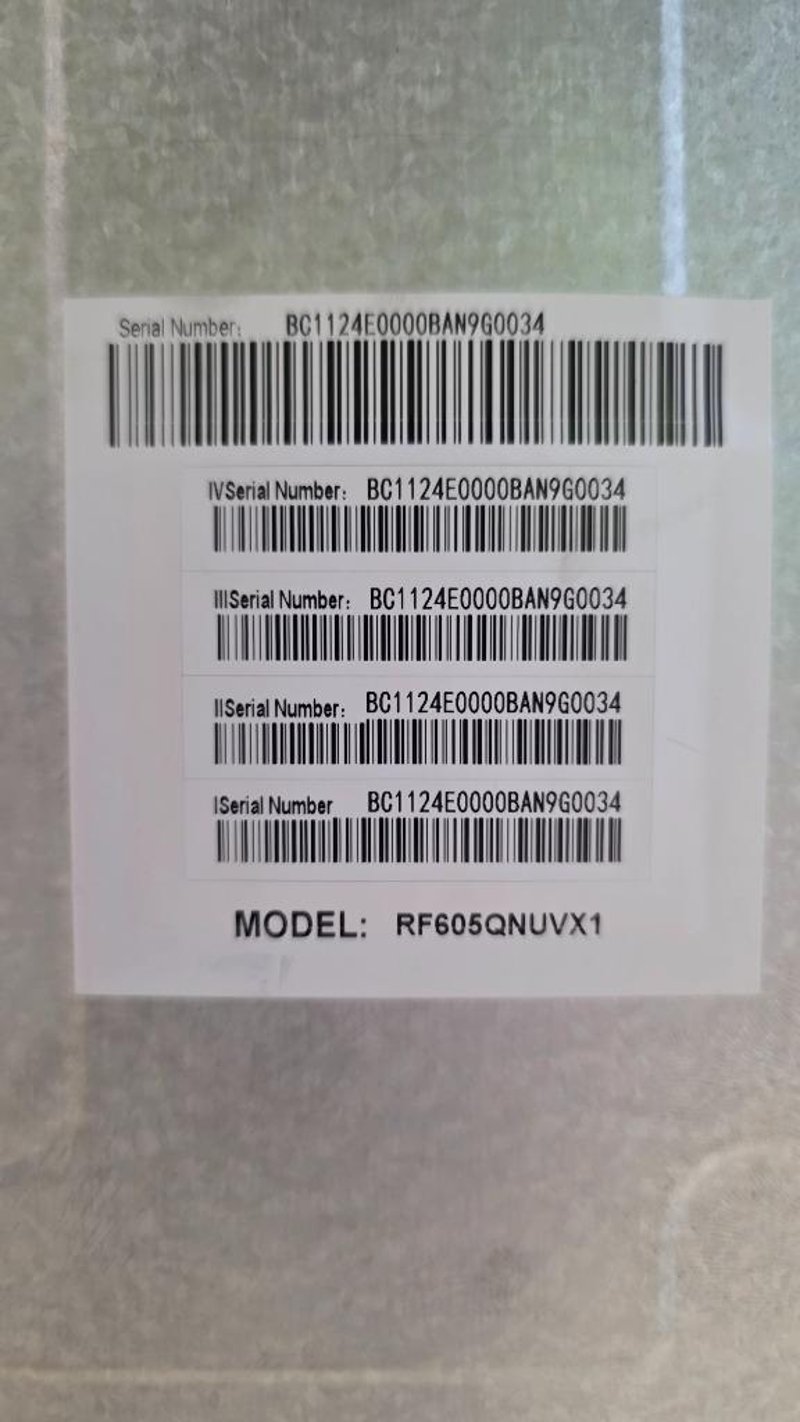 Serial Number: BC1124E0000BAN9G0034
IVSerial Number: BC1124E0000BAN9G0034
IIISerial Number: BC1124E0000BAN9G0034
IISerial Number: BC1124E0000BAN9G0034
ISerial Number BC1124E0000BAN9G0034
MODEL: RF605QNUVX1